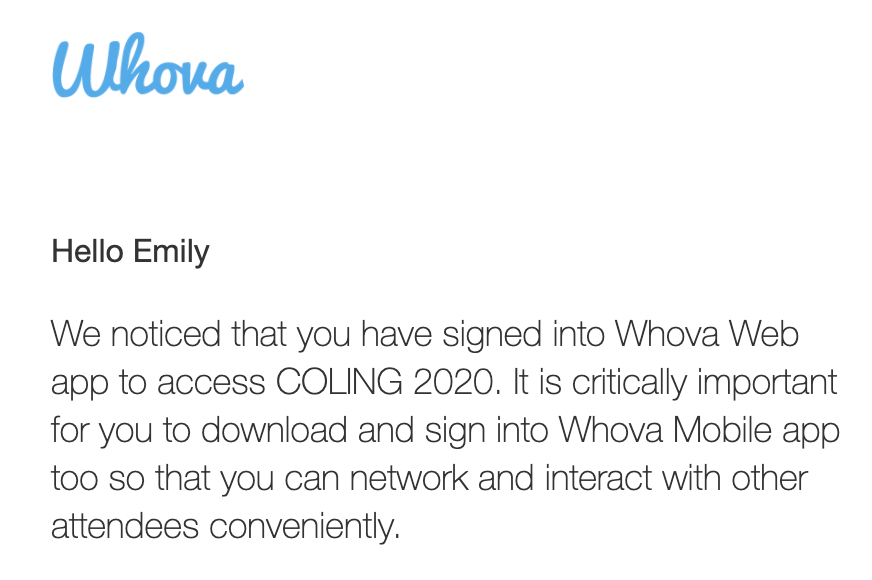 Whova
Hello Emily
We noticed that you have signed into Whova Web
app to access COLING 2020. It is critically important
for you to download and sign into Whova Mobile app
too so that you can network and interact with other
attendees conveniently.